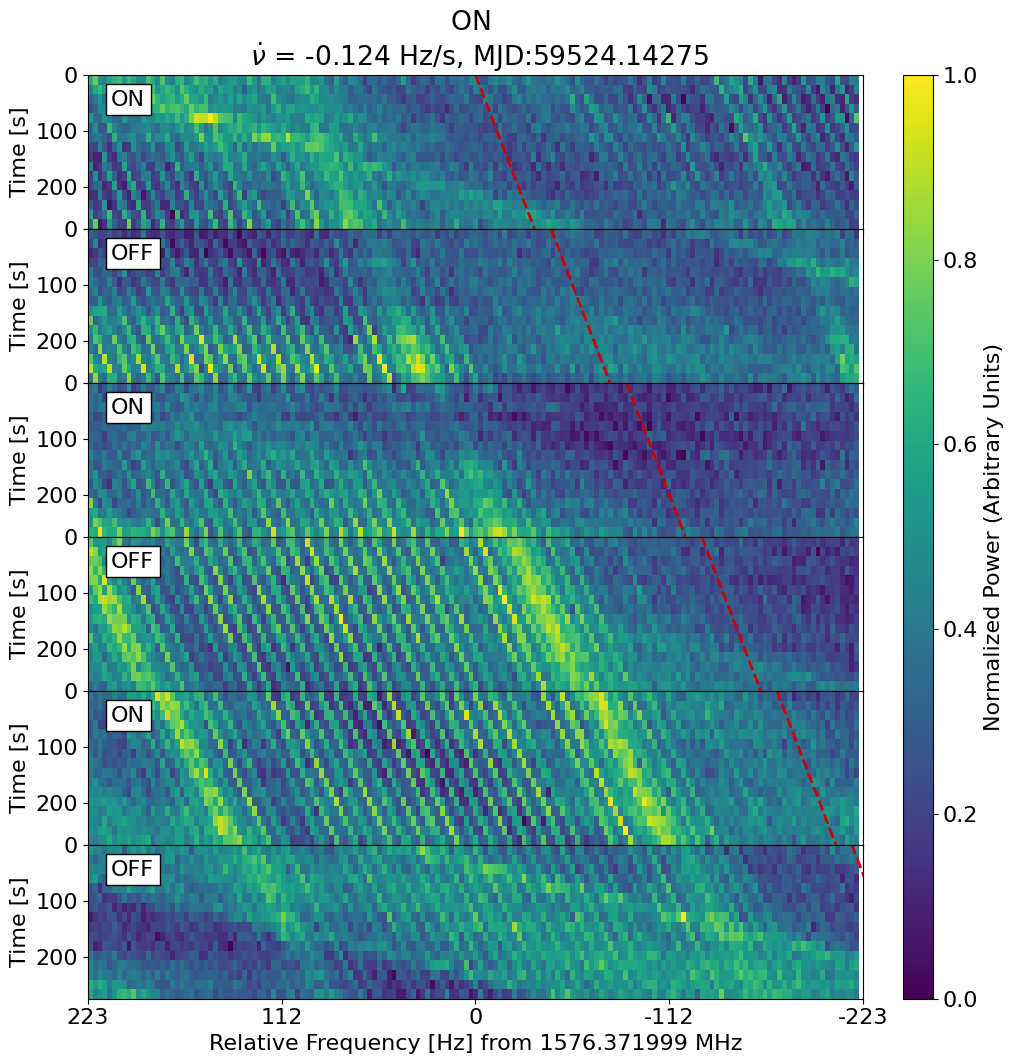 ON
ν̇ = -0.124 Hz/s, MJD:59524.14275
0
ON
100
200
Time [s]
0
OFF
100
200
Time [s]
0
ON
100
200
Time [s]
0
OFF
100
200
Time [s]
0
ON
100
200
Time [s]
0
OFF
100
200
Time [s]
223
112
0
-112
-223
Relative Frequency [Hz] from 1576.371999 MHz
1.0
0.8
0.6
0.4
0.2
0.0
Normalized Power (Arbitrary Units)